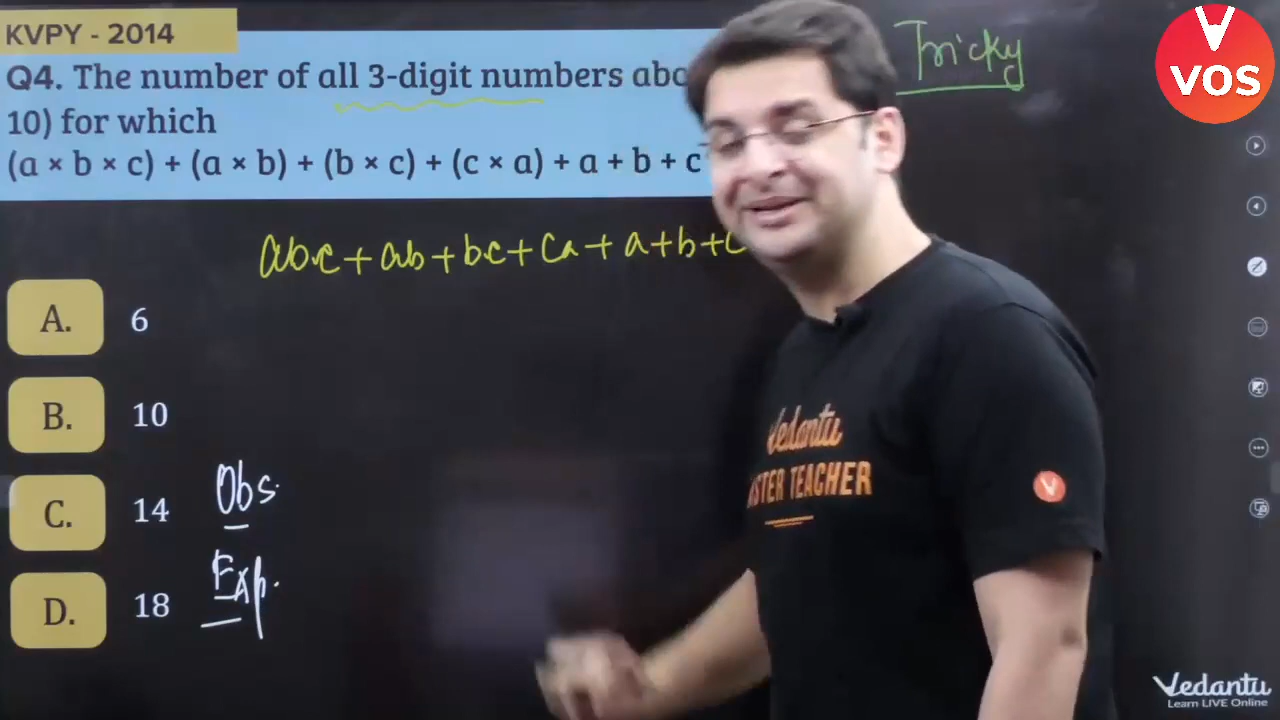 KVPY - 2014
Tricky
VOS
Q4. The number of all 3-digit numbers abc
10) for which
(a × b × c) + (a × b) + (b × c) + (c × a) + a + b + c
abc + ab + bc + ca + a + b + c
A. 6
B. 10
C. 14
D. 18
Obs.
Exp.
Vedantu
TEACHER
Vedantu
Learn LIVE Online